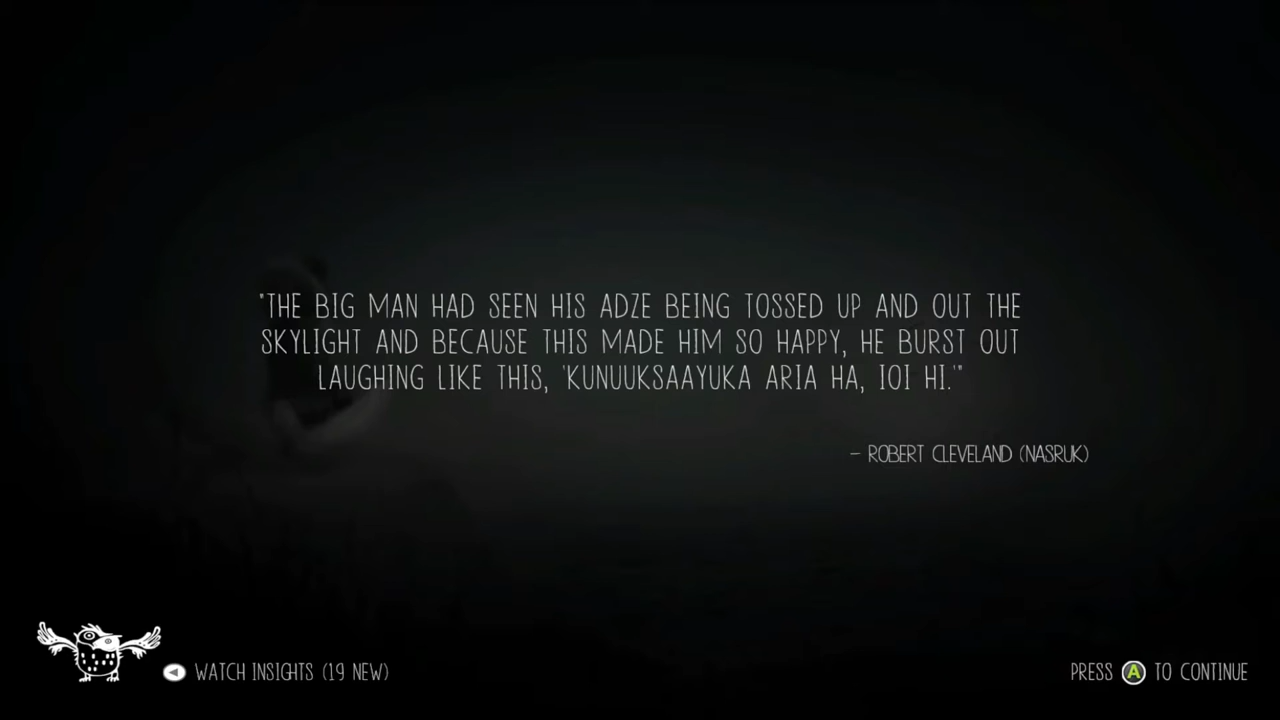 "THE BIG MAN HAD SEEN HIS ADZE BEING TOSSED UP AND OUT THE
SKYLIGHT AND BECAUSE THIS MADE HIM SO HAPPY, HE BURST OUT
LAUGHING LIKE THIS, 'KUNUUKSAAYUKA ARIA HA, IOI HI.'"
– ROBERT CLEVELAND (NASRUK)
WATCH INSIGHTS (19 NEW)
PRESS A TO CONTINUE